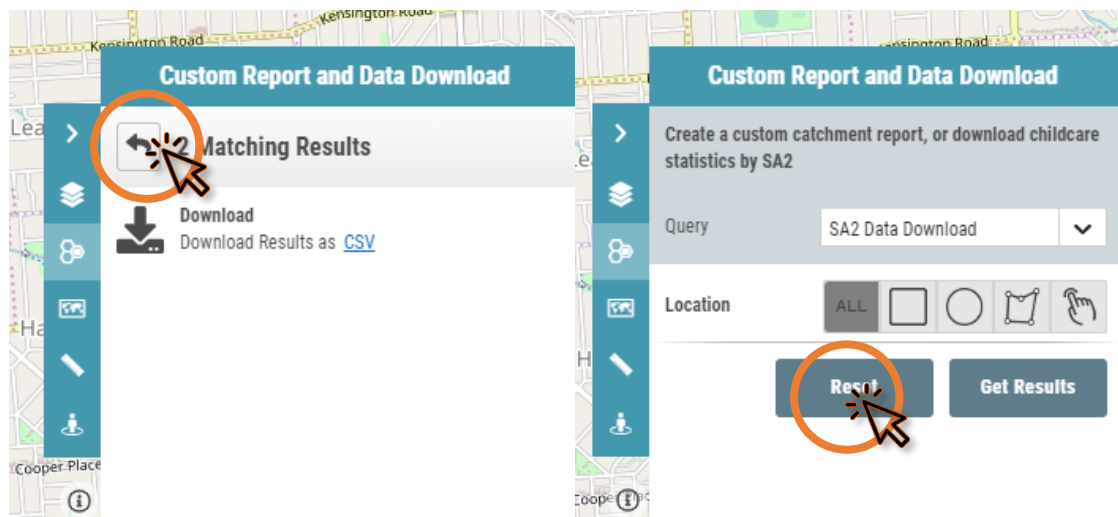 Kensington Road
Kensington Road
Custom Report and Data Download
2 Matching Results
Download
Download Results as CSV
Lea
Ha
Cooper Place
Kensington Road
Custom Report and Data Download
Create a custom catchment report, or download childcare
statistics by SA2
Query
SA2 Data Download
Location
ALL
Reset
Get Results
H